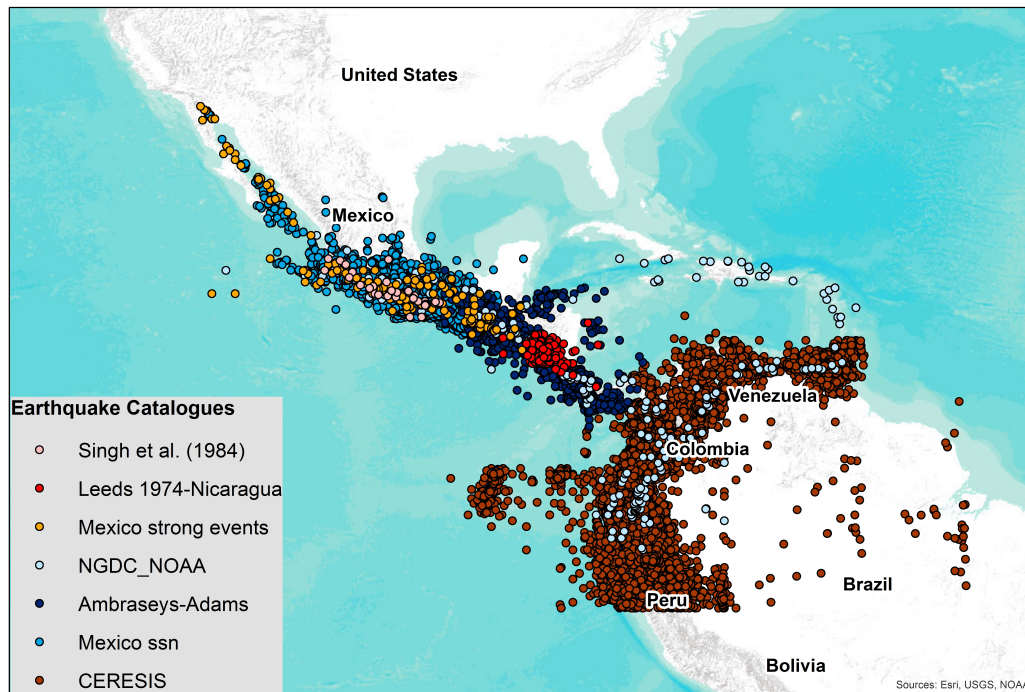 United States
Mexico
Earthquake Catalogues
Venezuela
Singh et al. (1984)
Colombia
Leeds 1974-Nicaragua
Mexico strong events
NGDC_NOAA
Brazil
Ambraseys-Adams
Peru
Mexico ssn
Bolivia
CERESIS
Sources: Esri, USGS, NOAA